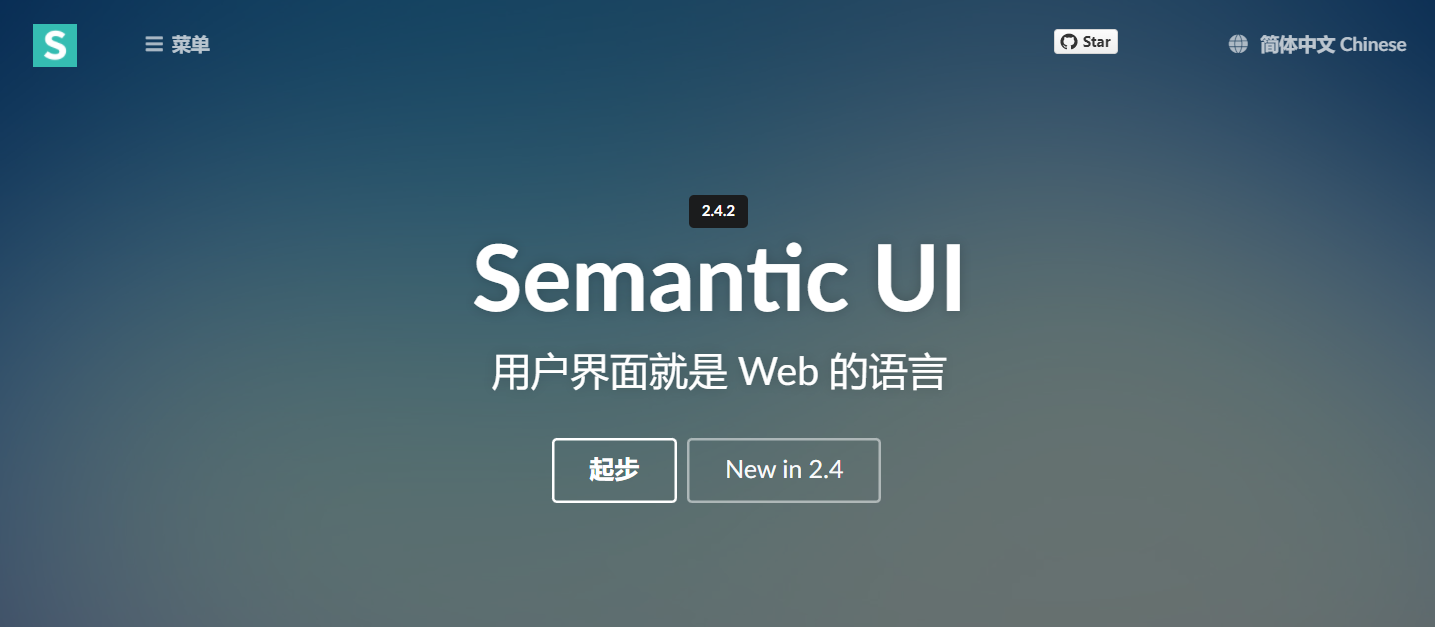 S
菜单
Star
简体中文 Chinese
2.4.2
Semantic UI
用户界面就是 Web 的语言
起步
New in 2.4